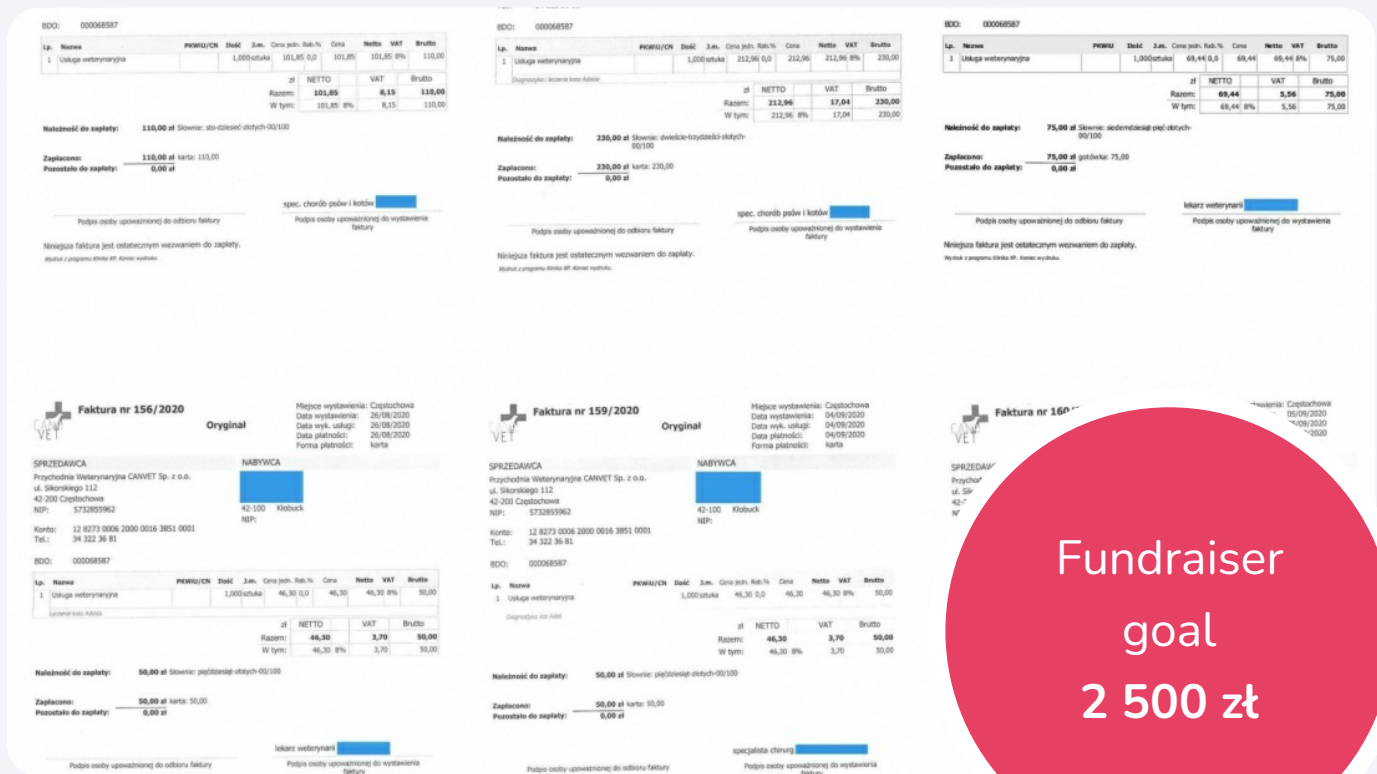 BDO: 000068587
Lp. Nazwa PKWiU/CN Ilość J.m. Cena jedn. Rab.% Cena Netto VAT Brutto
1 Usługa weterynaryjna 1,000 sztuka 101,85 0,0 101,85 101,85 8% 110,00
zł NETTO VAT Brutto
Razem: 101,85 8,15 110,00
W tym: 101,85 8% 8,15 110,00
Należność do zapłaty: 110,00 zł Słownie: sto-dziesięć-złotych-00/100
Zapłacono: 110,00 zł karta: 110,00
Pozostało do zapłaty: 0,00 zł
spec. chorób psów i kotów
Podpis osoby upoważnionej do odbioru faktury
Podpis osoby upoważnionej do wystawienia
faktury
Niniejsza faktura jest ostatecznym wezwaniem do zapłaty.
Wydruk z programu Klinika XP. Koniec wydruku.
BDO: 000068587
Lp. Nazwa PKWiU/CN Ilość J.m. Cena jedn. Rab.% Cena Netto VAT Brutto
1 Usługa weterynaryjna 1,000 sztuka 212,96 0,0 212,96 212,96 8% 230,00
Diagnostyka i leczenie kota Adasia
zł NETTO VAT Brutto
Razem: 212,96 17,04 230,00
W tym: 212,96 8% 17,04 230,00
Należność do zapłaty: 230,00 zł Słownie: dwieście-trzydzieści-złotych-
00/100
Zapłacono: 230,00 zł karta: 230,00
Pozostało do zapłaty: 0,00 zł
spec. chorób psów i kotów
Podpis osoby upoważnionej do odbioru faktury
Podpis osoby upoważnionej do wystawienia
faktury
Niniejsza faktura jest ostatecznym wezwaniem do zapłaty.
Wydruk z programu Klinika XP. Koniec wydruku.
BDO: 000068587
Lp. Nazwa PKWiU Ilość J.m. Cena jedn. Rab.% Cena Netto VAT Brutto
1 Usługa weterynaryjna 1,000 sztuka 69,44 0,0 69,44 69,44 8% 75,00
zł NETTO VAT Brutto
Razem: 69,44 5,56 75,00
W tym: 69,44 8% 5,56 75,00
Należność do zapłaty: 75,00 zł Słownie: siedemdziesiąt-pięć-złotych-
00/100
Zapłacono: 75,00 zł gotówka: 75,00
Pozostało do zapłaty: 0,00 zł
lekarz weterynarii
Podpis osoby upoważnionej do odbioru faktury
Podpis osoby upoważnionej do wystawienia
faktury
Niniejsza faktura jest ostatecznym wezwaniem do zapłaty.
Wydruk z programu Klinika XP. Koniec wydruku.
CANVET
Faktura nr 156/2020
Oryginał
Miejsce wystawienia: Częstochowa
Data wystawienia: 26/08/2020
Data wyk. usługi: 26/08/2020
Data płatności: 26/08/2020
Forma płatności: karta
SPRZEDAWCA
Przychodnia Weterynaryjna CANVET Sp. z o.o.
ul. Sikorskiego 112
42-200 Częstochowa
NIP: 5732855962
Konto: 12 8273 0006 2000 0016 3851 0001
Tel.: 34 322 36 81
NABYWCA
42-100 Kłobuck
NIP:
BDO: 000068587
Lp. Nazwa PKWiU/CN Ilość J.m. Cena jedn. Rab.% Cena Netto VAT Brutto
1 Usługa weterynaryjna 1,000 sztuka 46,30 0,0 46,30 46,30 8% 50,00
Leczenie kota Adasia
zł NETTO VAT Brutto
Razem: 46,30 3,70 50,00
W tym: 46,30 8% 3,70 50,00
Należność do zapłaty: 50,00 zł Słownie: pięćdziesiąt-złotych-00/100
Zapłacono: 50,00 zł karta: 50,00
Pozostało do zapłaty: 0,00 zł
lekarz weterynarii
Podpis osoby upoważnionej do odbioru faktury
Podpis osoby upoważnionej do wystawienia
faktury
CANVET
Faktura nr 159/2020
Oryginał
Miejsce wystawienia: Częstochowa
Data wystawienia: 04/09/2020
Data wyk. usługi: 04/09/2020
Data płatności: 04/09/2020
Forma płatności: karta
SPRZEDAWCA
Przychodnia Weterynaryjna CANVET Sp. z o.o.
ul. Sikorskiego 112
42-200 Częstochowa
NIP: 5732855962
Konto: 12 8273 0006 2000 0016 3851 0001
Tel.: 34 322 36 81
NABYWCA
42-100 Kłobuck
NIP:
BDO: 000068587
Lp. Nazwa PKWiU/CN Ilość J.m. Cena jedn. Rab.% Cena Netto VAT Brutto
1 Usługa weterynaryjna 1,000 sztuka 46,30 0,0 46,30 46,30 8% 50,00
Diagnostyka: kot
zł NETTO VAT Brutto
Razem: 46,30 3,70 50,00
W tym: 46,30 8% 3,70 50,00
Należność do zapłaty: 50,00 zł Słownie: pięćdziesiąt-złotych-00/100
Zapłacono: 50,00 zł karta: 50,00
Pozostało do zapłaty: 0,00 zł
specjalista chirurg
Podpis osoby upoważnionej do odbioru faktury
Podpis osoby upoważnionej do wystawienia
faktury
Faktura nr 160/
Częstochowa
05/09/2020
Fundraiser
goal
2 500 zł